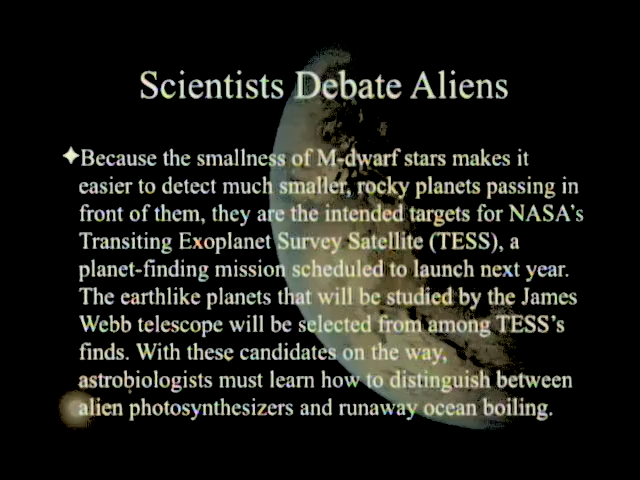 Scientists Debate Aliens
Because the smallness of M-dwarf stars makes it
easier to detect much smaller, rocky planets passing in
front of them, they are the intended targets for NASA's
Transiting Exoplanet Survey Satellite (TESS), a
planet-finding mission scheduled to launch next year.
The earthlike planets that will be studied by the James
Webb telescope will be selected from among TESS's
finds. With these candidates on the way,
astrobiologists must learn how to distinguish between
alien photosynthesizers and runaway ocean boiling.